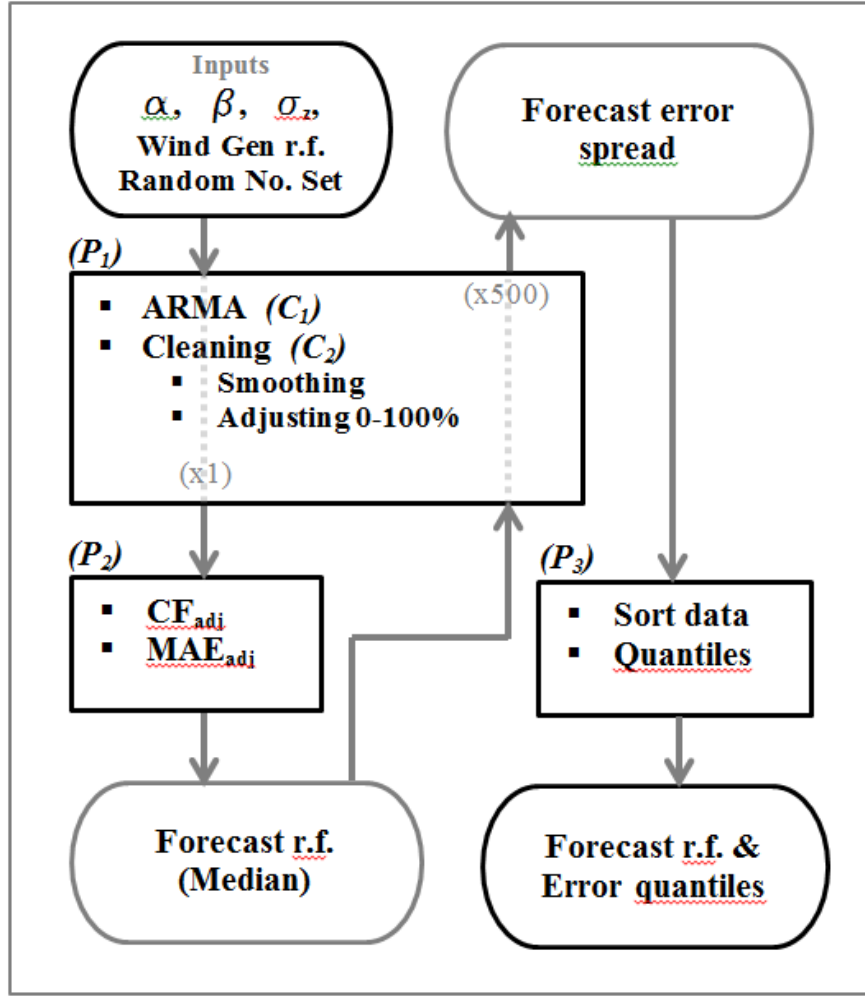 Inputs
α, β, σz,
Wind Gen r.f.
Random No. Set
Forecast error
spread
(P1)
▪ ARMA (C1)
▪ Cleaning (C2)
▪ Smoothing
▪ Adjusting 0-100%
(x500)
(x1)
(P2)
▪ CFadj
▪ MAEadj
(P3)
▪ Sort data
▪ Quantiles
Forecast r.f.
(Median)
Forecast r.f. &
Error quantiles